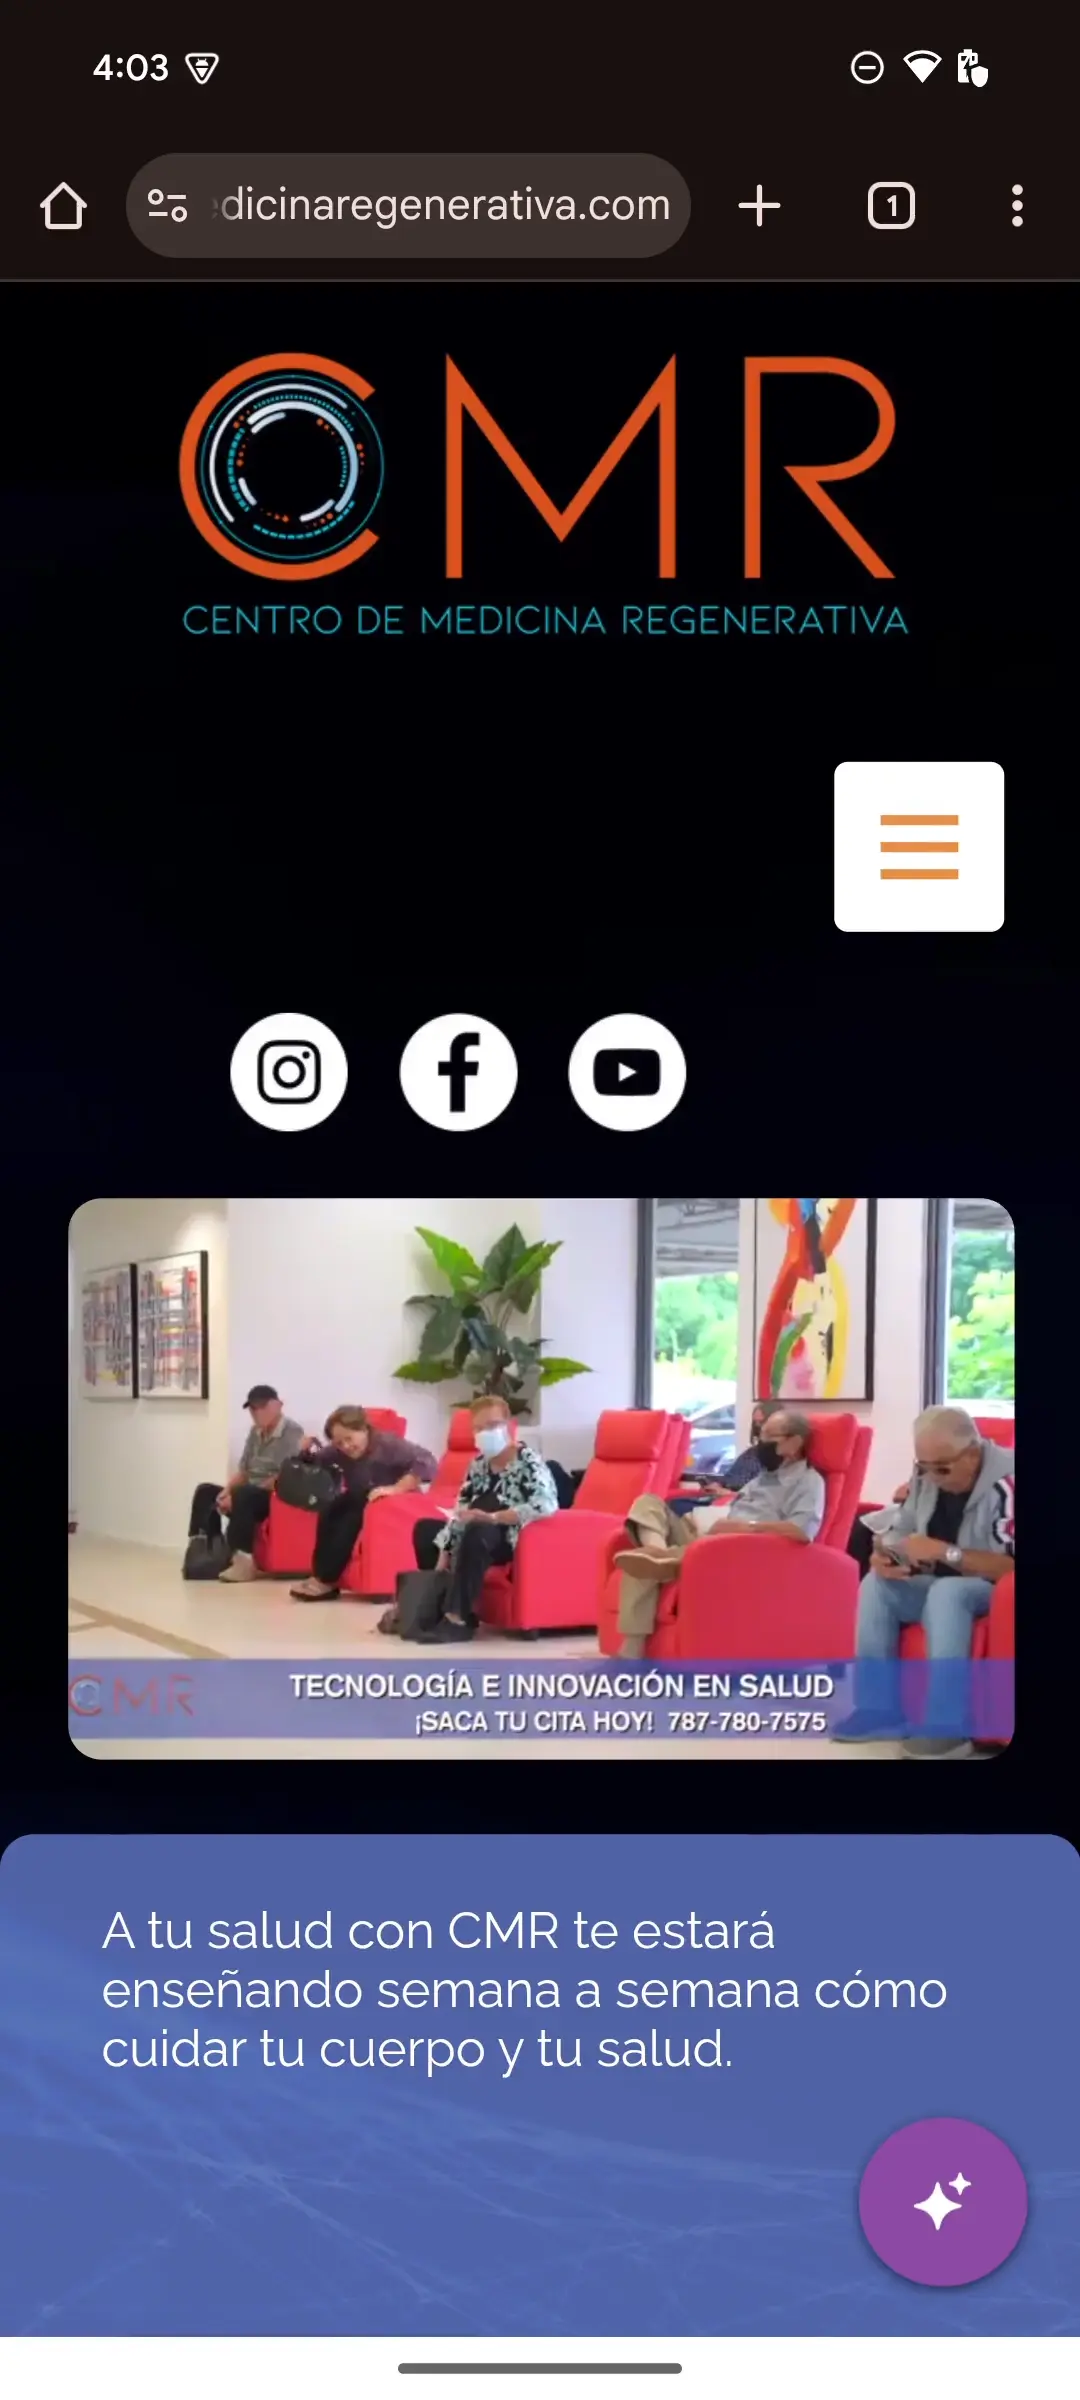 4:03
dicinaregenerativa.com
1
CMR
CENTRO DE MEDICINA REGENERATIVA
CMR
TECNOLOGÍA E INNOVACIÓN EN SALUD
¡SACA TU CITA HOY! 787-780-7575
A tu salud con CMR te estará
enseñando semana a semana cómo
cuidar tu cuerpo y tu salud.